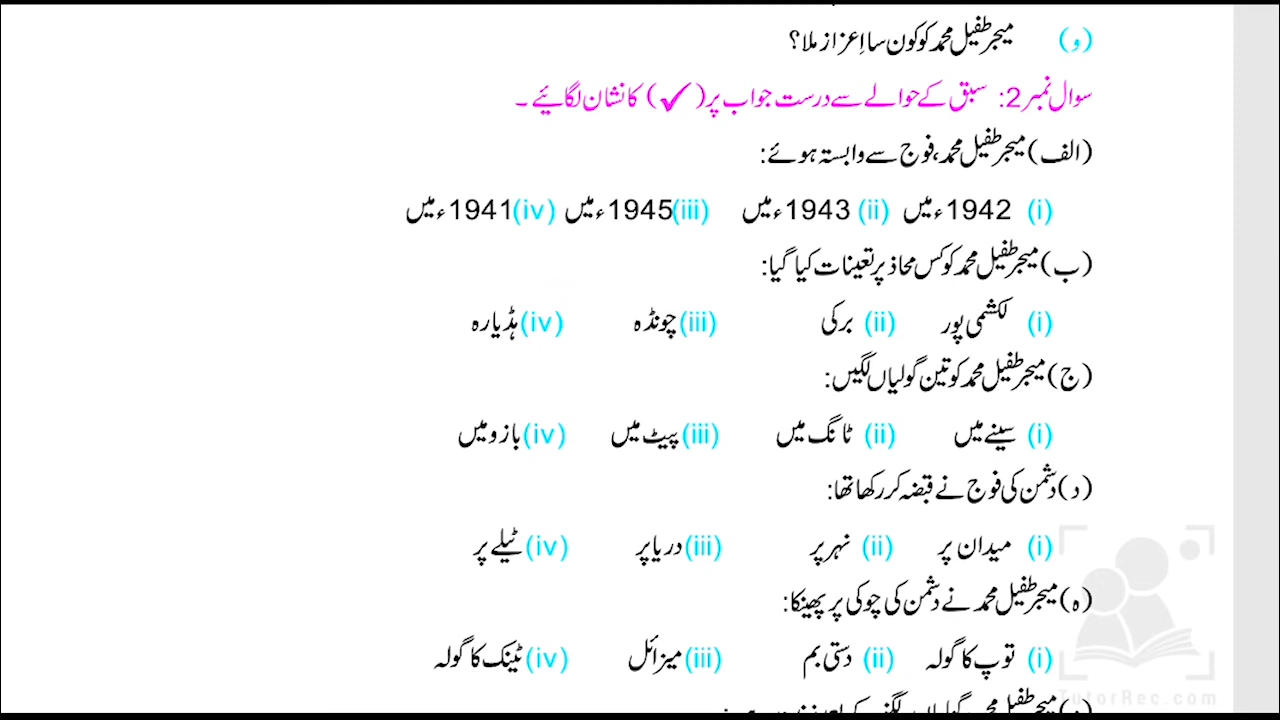 (و) میجر طفیل محمد کو کون سا اِعزاز ملا؟
سوال نمبر 2: سبق کے حوالے سے درست جواب پر (✓) کا نشان لگائیے۔
(الف) میجر طفیل محمد، فوج سے وابستہ ہوئے:
(i) 1942ء میں (ii) 1943ء میں (iii) 1945ء میں (iv) 1941ء میں
(ب) میجر طفیل محمد کو کس محاذ پر تعینات کیا گیا:
(i) لکشمی پور (ii) برکی (iii) چونڈہ (iv) ہڈیارہ
(ج) میجر طفیل محمد کو تین گولیاں لگیں:
(i) سینے میں (ii) ٹانگ میں (iii) پیٹ میں (iv) بازو میں
(د) دشمن کی فوج نے قبضہ کر رکھا تھا:
(i) میدان پر (ii) نہر پر (iii) دریا پر (iv) ٹیلے پر
(ہ) میجر طفیل محمد نے دشمن کی چوکی پر پھینکا:
(i) توپ کا گولہ (ii) دستی بم (iii) میزائل (iv) ٹینک کا گولہ
TutorRec.com
میجر طفیل محمد